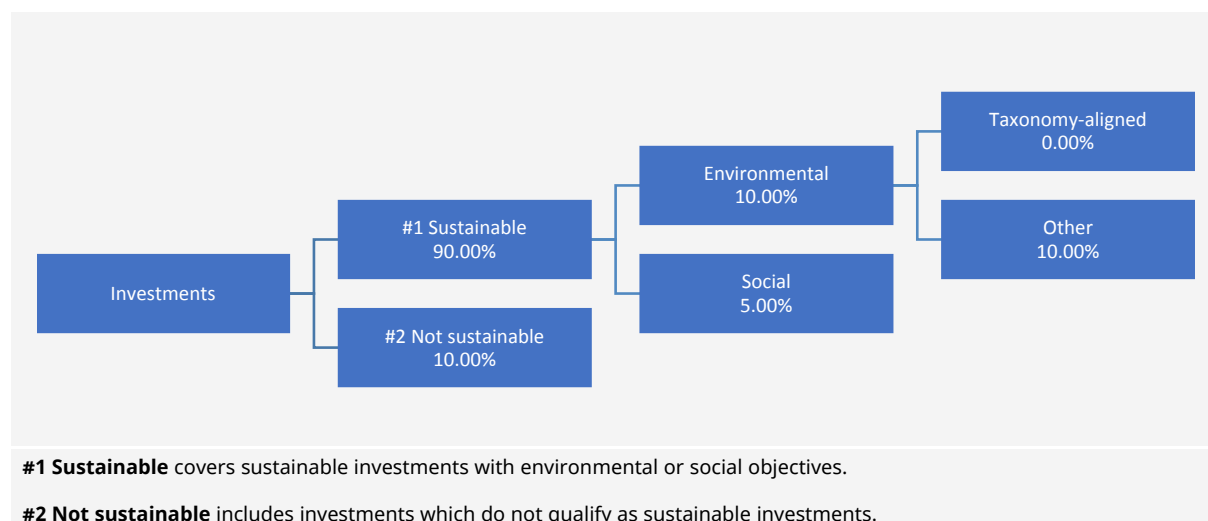 Taxonomy-aligned
0.00%
Environmental
10.00%
#1 Sustainable
90.00%
Other
10.00%
Investments
Social
5.00%
#2 Not sustainable
10.00%
#1 Sustainable covers sustainable investments with environmental or social objectives.
#2 Not sustainable includes investments which do not qualify as sustainable investments.